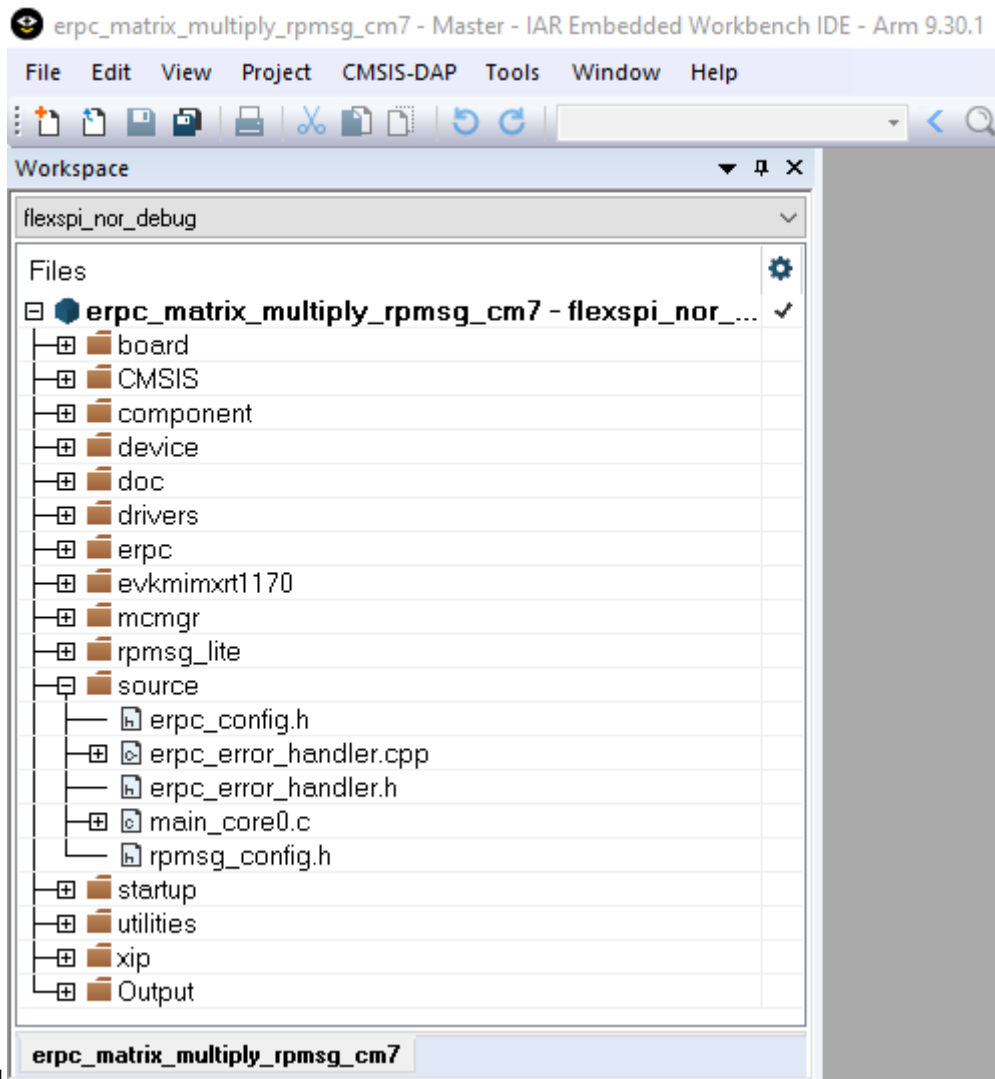 erpc_matrix_multiply_rpmsg_cm7 - Master - IAR Embedded Workbench IDE - Arm 9.30.1
File Edit View Project CMSIS-DAP Tools Window Help
Workspace
flexspi_nor_debug
Files
erpc_matrix_multiply_rpmsg_cm7 - flexspi_nor_...
board
CMSIS
component
device
doc
drivers
erpc
evkmimxrt1170
mcmgr
rpmsg_lite
source
erpc_config.h
erpc_error_handler.cpp
erpc_error_handler.h
main_core0.c
rpmsg_config.h
startup
utilities
xip
Output
erpc_matrix_multiply_rpmsg_cm7